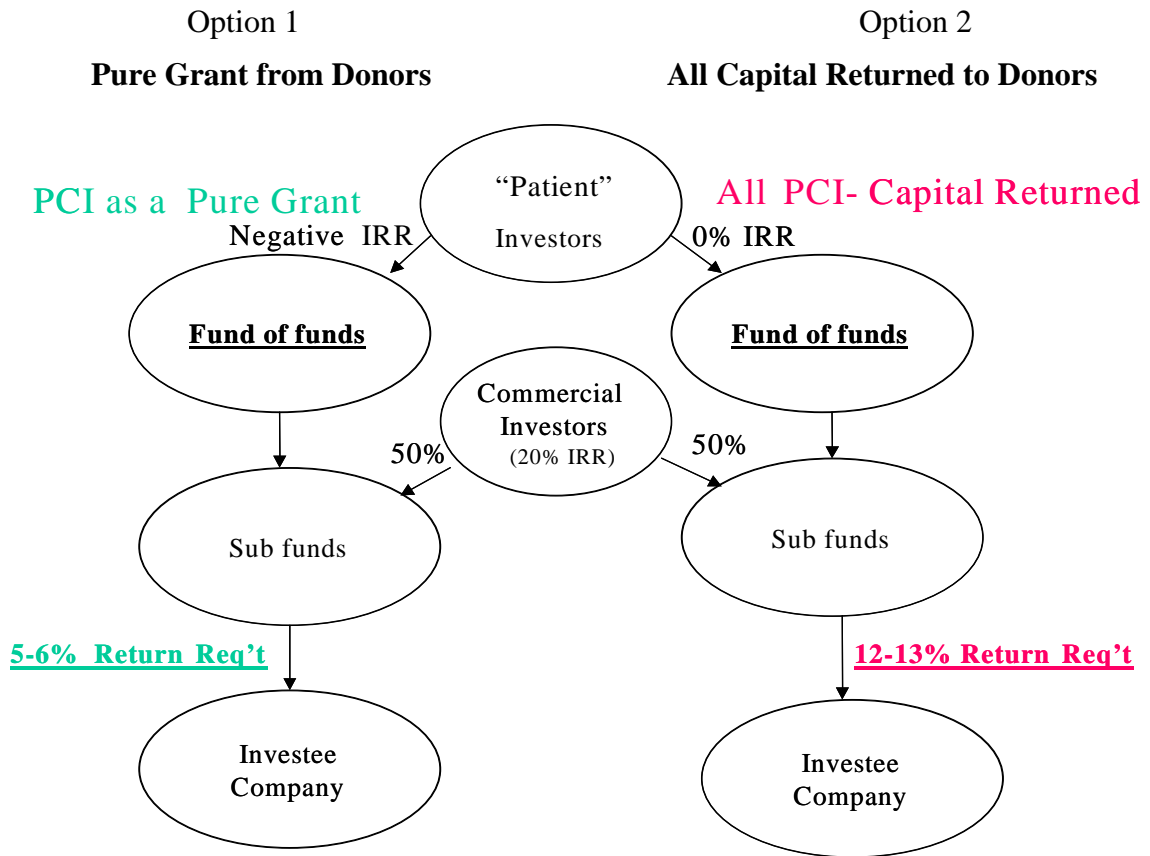 Option 1
Option 2
Pure Grant from Donors
All Capital Returned to Donors
"Patient"
Investors
PCI as a Pure Grant
All PCI- Capital Returned
Negative IRR
0% IRR
Fund of funds
Fund of funds
Commercial
Investors
(20% IRR)
50%
50%
Sub funds
Sub funds
5-6% Return Req't
12-13% Return Req't
Investee
Company
Investee
Company